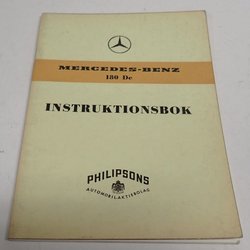 MERCEDES-BENZ
180 Dc
INSTRUKTIONSBOK
PHILIPSONS
AUTOMOBILAKTIEBOLAG